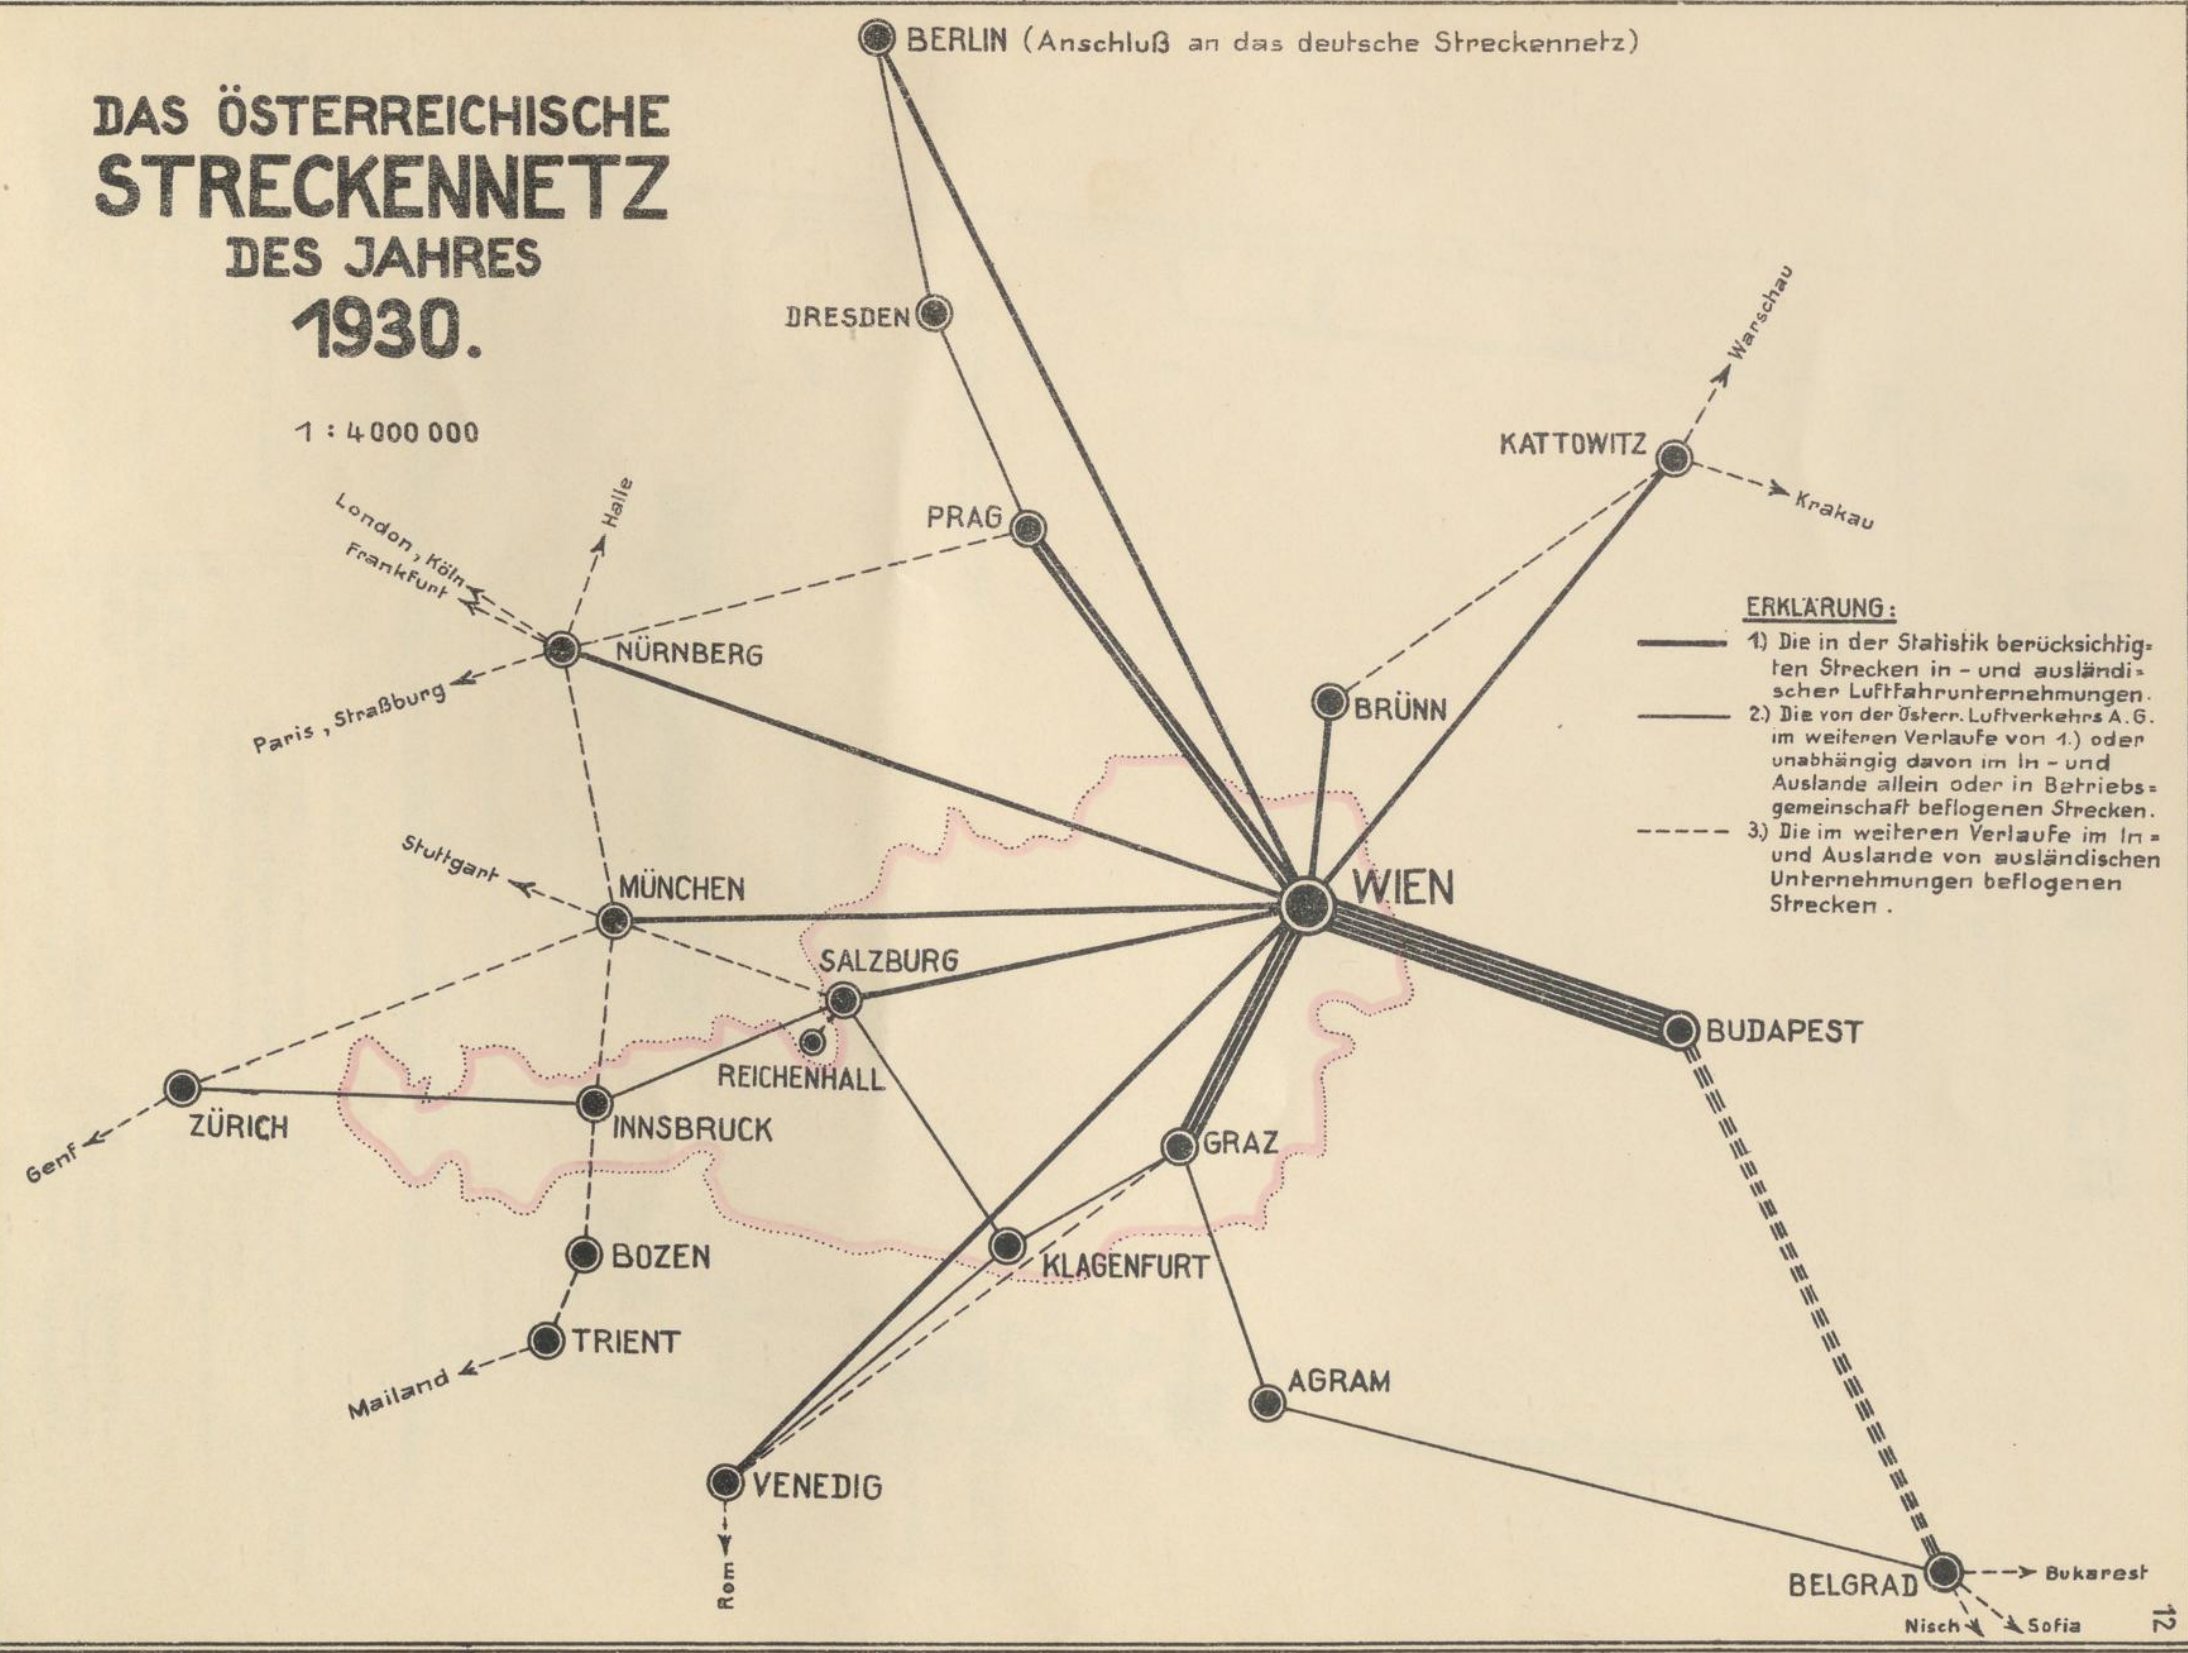 BERLIN (Anschluß an das deutsche Streckennetz)
DAS ÖSTERREICHISCHE
STRECKENNETZ
DES JAHRES
1930.
1 : 4000 000
DRESDEN
Warschau
KATTOWITZ
Krakau
PRAG
Halle
London, Köln
Frankfurt
NÜRNBERG
Paris, Straßburg
BRÜNN
ERKLÄRUNG:
1.) Die in der Statistik berücksichtig=
ten Strecken in - und ausländi=
scher Luftfahrunternehmungen.
2.) Die von der Österr. Luftverkehrs A. G.
im weiteren Verlaufe von 1.) oder
unabhängig davon im In - und
Auslande allein oder in Betriebs=
gemeinschaft beflogenen Strecken.
3.) Die im weiteren Verlaufe im In =
und Auslande von ausländischen
Unternehmungen beflogenen
Strecken .
Stuttgart
MÜNCHEN
WIEN
SALZBURG
BUDAPEST
REICHENHALL
ZÜRICH
INNSBRUCK
Genf
GRAZ
BOZEN
KLAGENFURT
TRIENT
Mailand
AGRAM
VENEDIG
Rom
BELGRAD
Bukarest
Nisch
Sofia
12